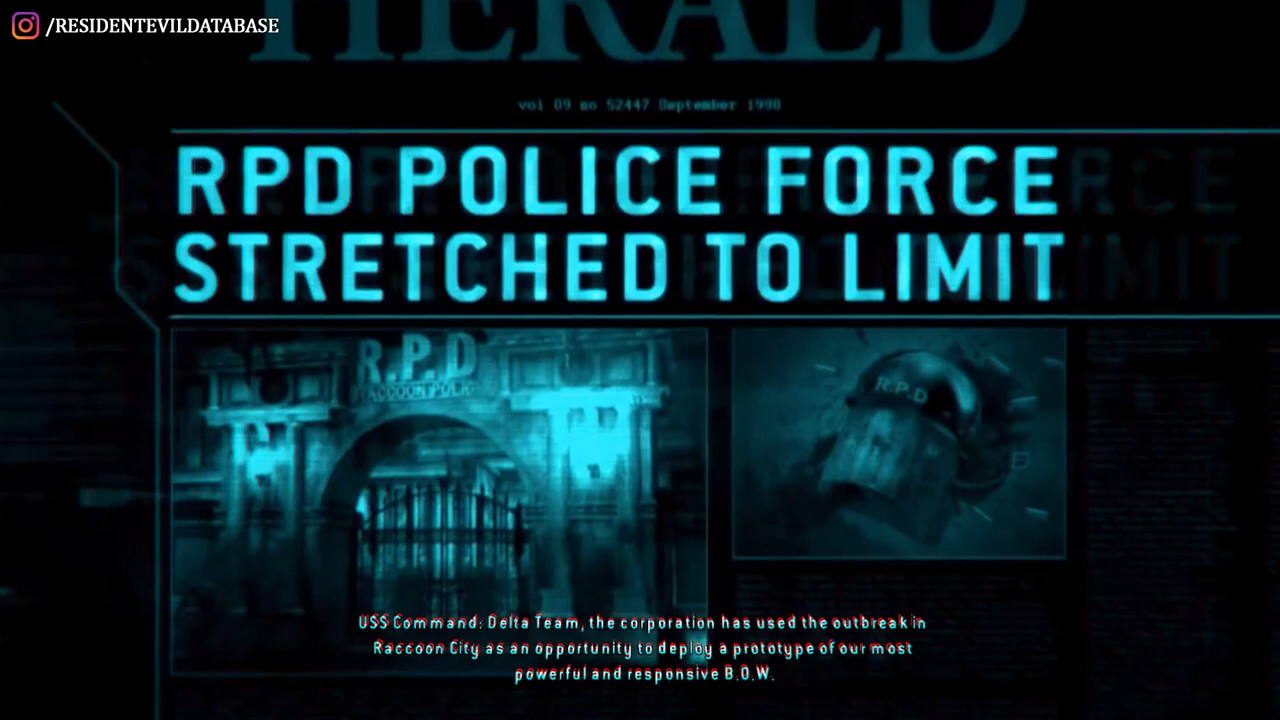 /RESIDENTEVILDATABASE
HERALD
vol 09 no 52447 September 1998
RPD POLICE FORCE
STRETCHED TO LIMIT
R.P.D
RACCOON POLICE
R.P.D
USS Command: Delta Team, the corporation has used the outbreak in
Raccoon City as an opportunity to deploy a prototype of our most
powerful and responsive B.O.W.